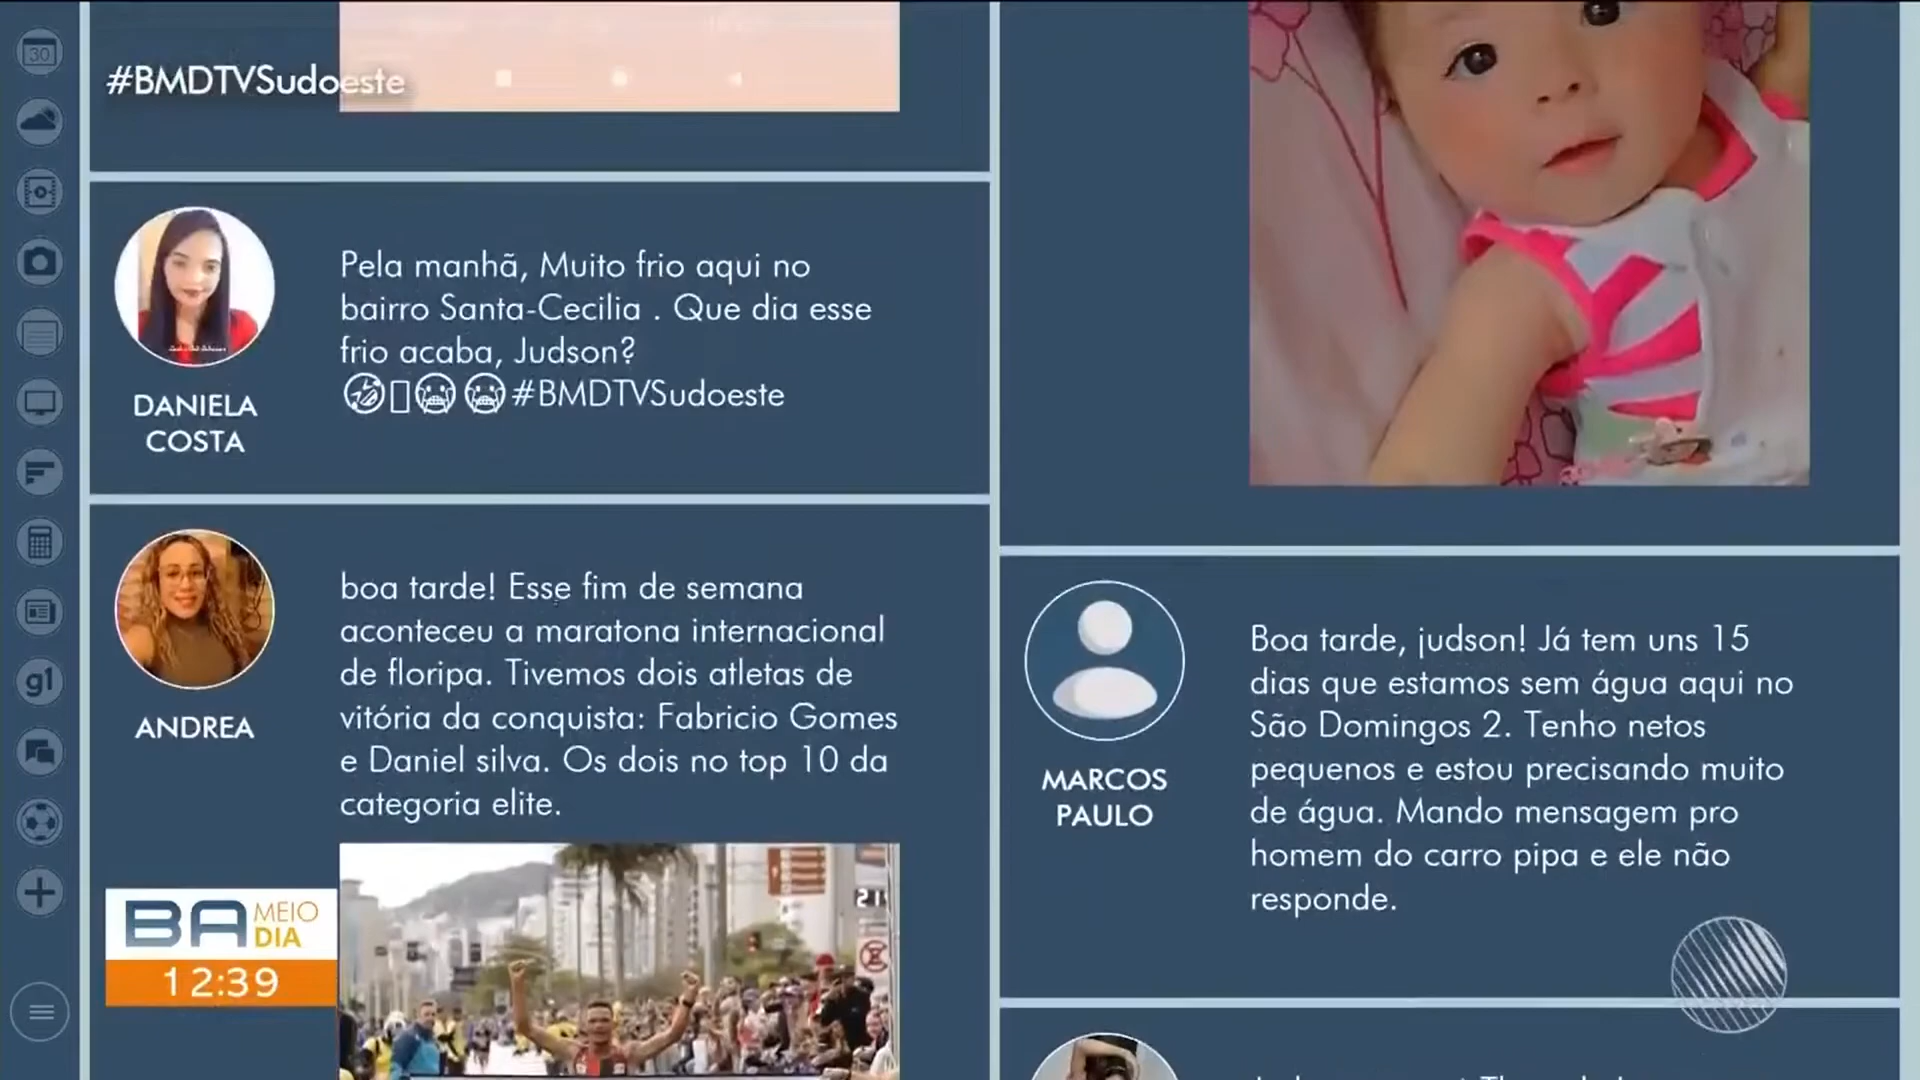 30
#BMDTVSudoeste
Pela manhã, Muito frio aqui no
bairro Santa-Cecilia . Que dia esse
frio acaba, Judson?
🤣▯😭😭#BMDTVSudoeste
DANIELA
COSTA
boa tarde! Esse fim de semana
aconteceu a maratona internacional
de floripa. Tivemos dois atletas de
vitória da conquista: Fabricio Gomes
e Daniel silva. Os dois no top 10 da
categoria elite.
ANDREA
g1
BA MEIO
DIA
12:39
Boa tarde, judson! Já tem uns 15
dias que estamos sem água aqui no
São Domingos 2. Tenho netos
pequenos e estou precisando muito
de água. Mando mensagem pro
homem do carro pipa e ele não
responde.
MARCOS
PAULO